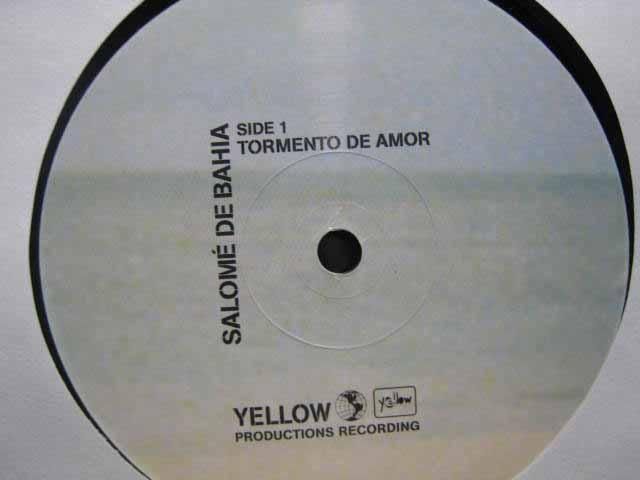 SALOMÉ DE BAHIA
SIDE 1
TORMENTO DE AMOR
YELLOW
yellow
PRODUCTIONS RECORDING